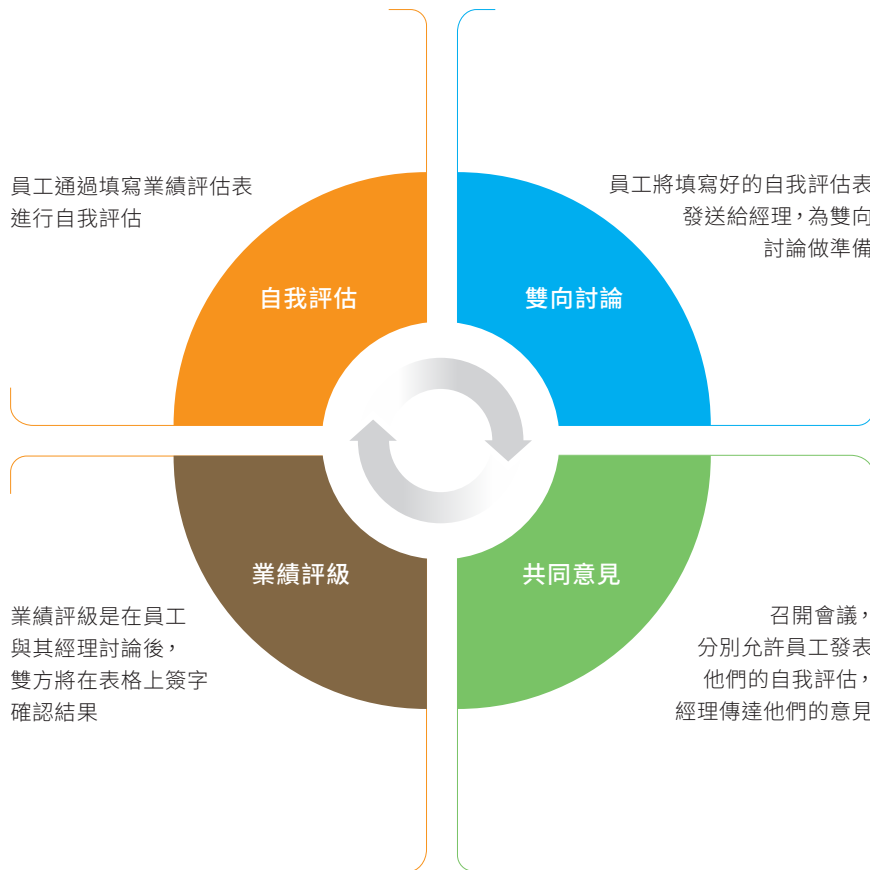 員工通過填寫業績評估表
進行自我評估
自我評估
員工將填寫好的自我評估表
發送給經理，為雙向
討論做準備
雙向討論
業績評級
業績評級是在員工
與其經理討論後，
雙方將在表格上簽字
確認結果
共同意見
召開會議，
分別允許員工發表
他們的自我評估，
經理傳達他們的意見